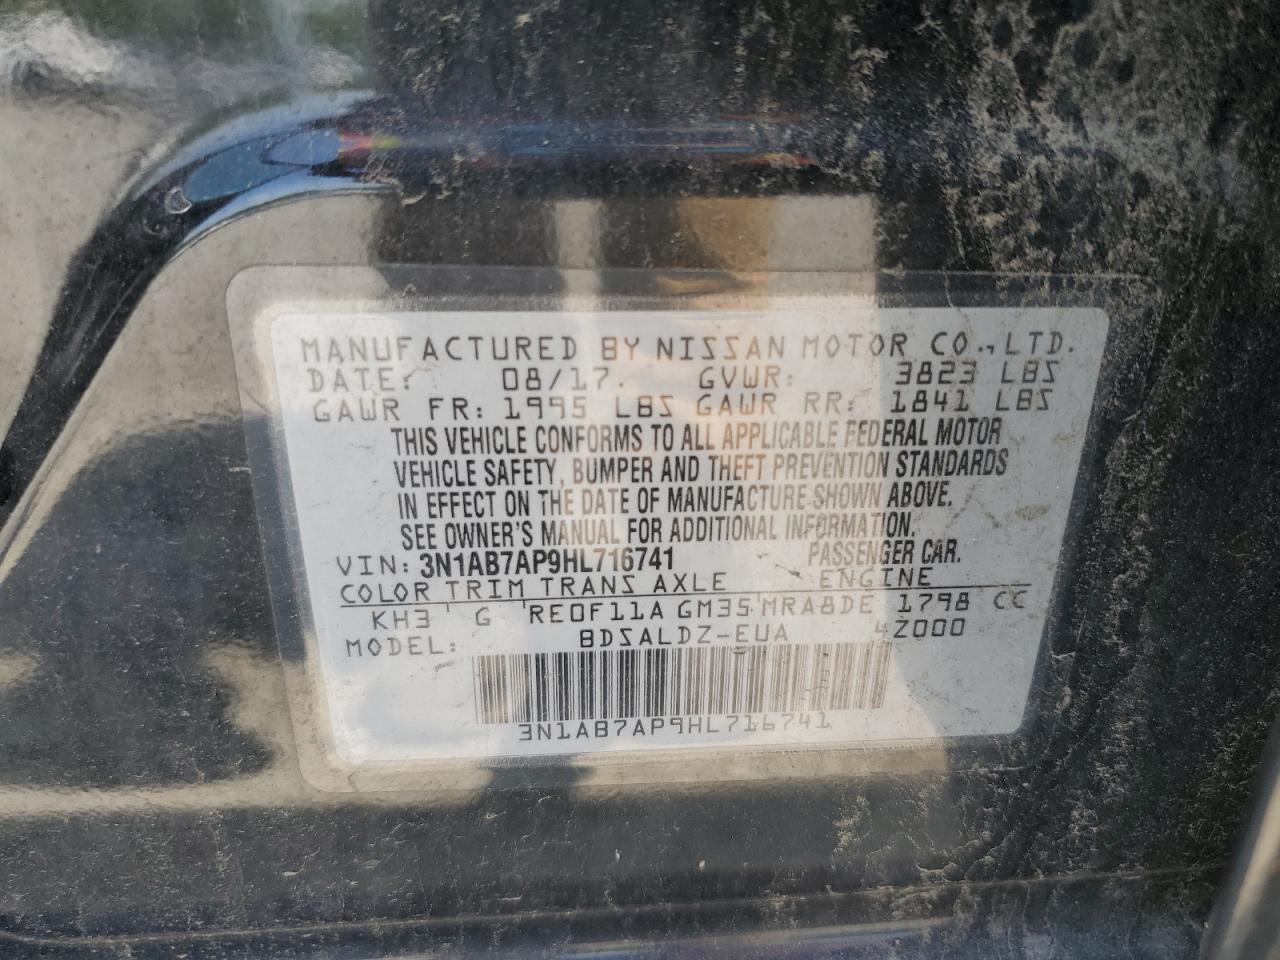 MANUFACTURED BY NISSAN MOTOR CO., LTD.
DATE: 08/17. GVWR: 3823 LBS
GAWR FR: 1995 LBS GAWR RR: 1841 LBS
THIS VEHICLE CONFORMS TO ALL APPLICABLE FEDERAL MOTOR
VEHICLE SAFETY, BUMPER AND THEFT PREVENTION STANDARDS
IN EFFECT ON THE DATE OF MANUFACTURE SHOWN ABOVE.
SEE OWNER'S MANUAL FOR ADDITIONAL INFORMATION.
VIN: 3N1AB7AP9HL716741 PASSENGER CAR.
COLOR TRIM TRANS AXLE ENGINE
KH3 G RE0F11A GM35 MRA8DE 1798 CC
MODEL: BDSALDZ-EUA 42000
3N1AB7AP9HL716741